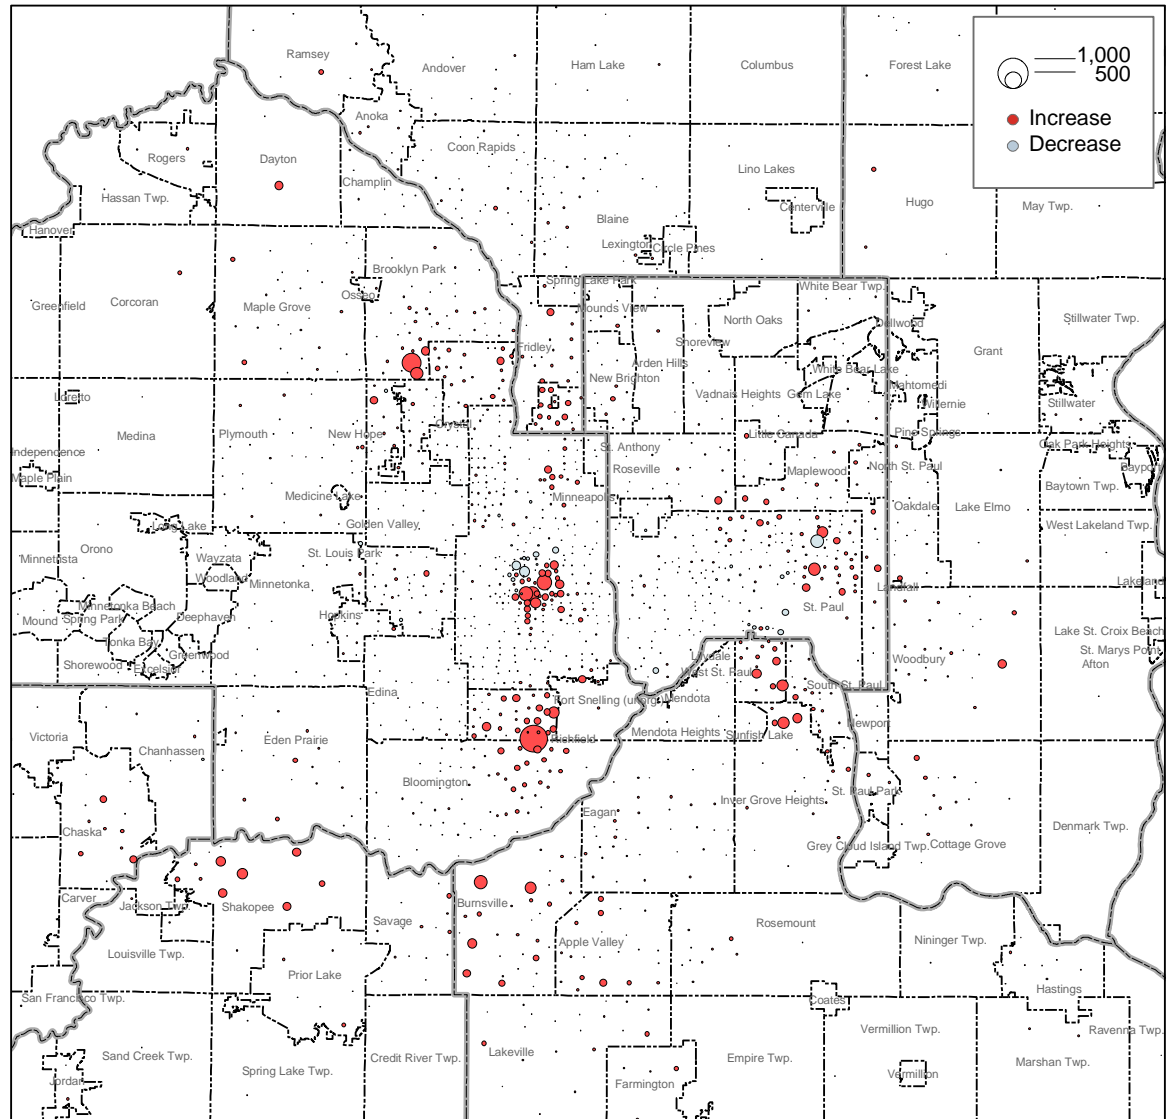 1,000
500
Increase
Decrease
Ramsey
Andover
Ham Lake
Columbus
Forest Lake
Anoka
Rogers
Dayton
Coon Rapids
Champlin
Lino Lakes
Hassan Twp.
Centerville
Hugo
May Twp.
Blaine
Hanover
Lexington
Circle Pines
Brooklyn Park
Spring Lake Park
White Bear Twp.
Osseo
Greenfield
Corcoran
Maple Grove
Mounds View
North Oaks
Dellwood
Stillwater Twp.
Shoreview
Fridley
Grant
Arden Hills
White Bear Lake
New Brighton
Mahtomedi
Vadnais Heights
Gem Lake
Loretto
Willernie
Stillwater
Crystal
Medina
Plymouth
New Hope
Little Canada
Pine Springs
Oak Park Heights
Independence
St. Anthony
Roseville
Maplewood
North St. Paul
Bayport
Maple Plain
Baytown Twp.
Medicine Lake
Minneapolis
Oakdale
Lake Elmo
Long Lake
Golden Valley
West Lakeland Twp.
Orono
Minnetrista
Wayzata
St. Louis Park
Woodland
Minnetonka
Landfall
Lakeland
Minnetonka Beach
St. Paul
Mound
Spring Park
Deephaven
Hopkins
Tonka Bay
Lake St. Croix Beach
Greenwood
St. Marys Point
Shorewood
Excelsior
Lilydale
Woodbury
Afton
West St. Paul
Edina
South St. Paul
Fort Snelling (unorg.)
Mendota
Newport
Victoria
Chanhassen
Eden Prairie
Richfield
Mendota Heights
Sunfish Lake
Bloomington
St. Paul Park
Inver Grove Heights
Eagan
Chaska
Denmark Twp.
Grey Cloud Island Twp.
Cottage Grove
Carver
Jackson Twp.
Shakopee
Burnsville
Savage
Rosemount
Apple Valley
Nininger Twp.
Louisville Twp.
Prior Lake
Hastings
San Francisco Twp.
Coates
Vermillion Twp.
Ravenna Twp.
Sand Creek Twp.
Credit River Twp.
Lakeville
Empire Twp.
Marshan Twp.
Spring Lake Twp.
Vermillion
Jordan
Farmington